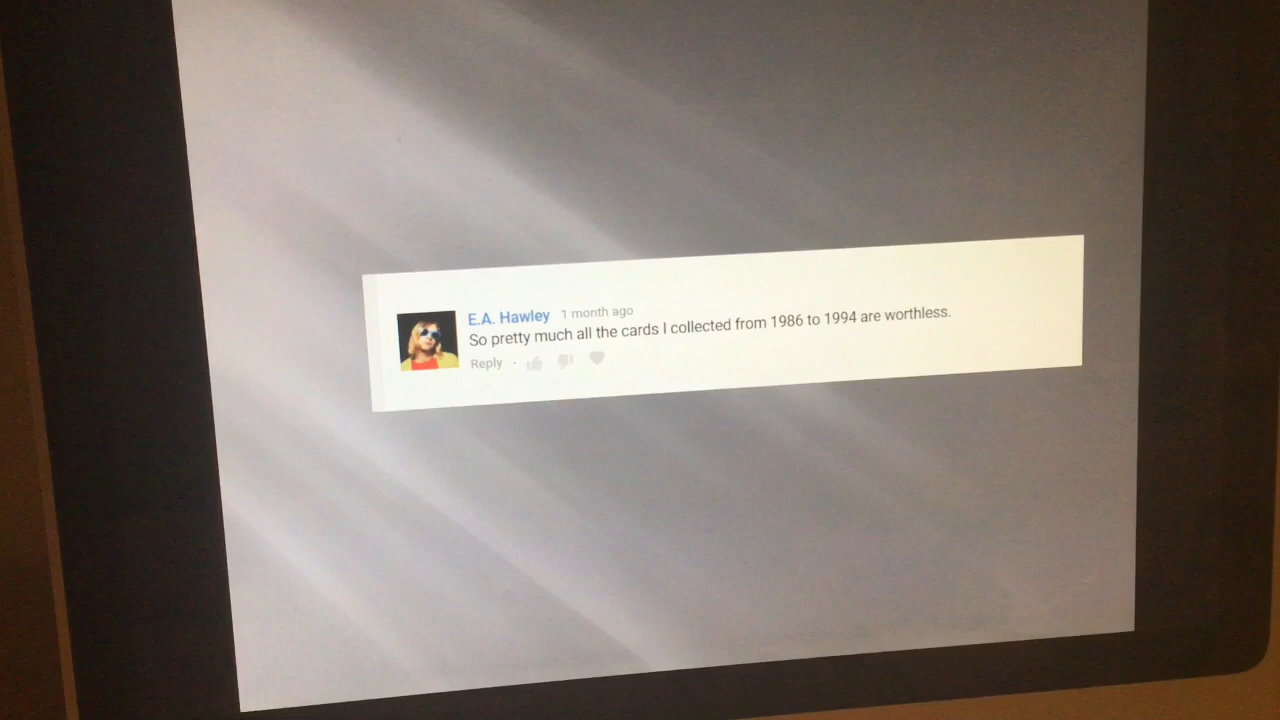 E.A. Hawley 1 month ago
So pretty much all the cards I collected from 1986 to 1994 are worthless.
Reply ·